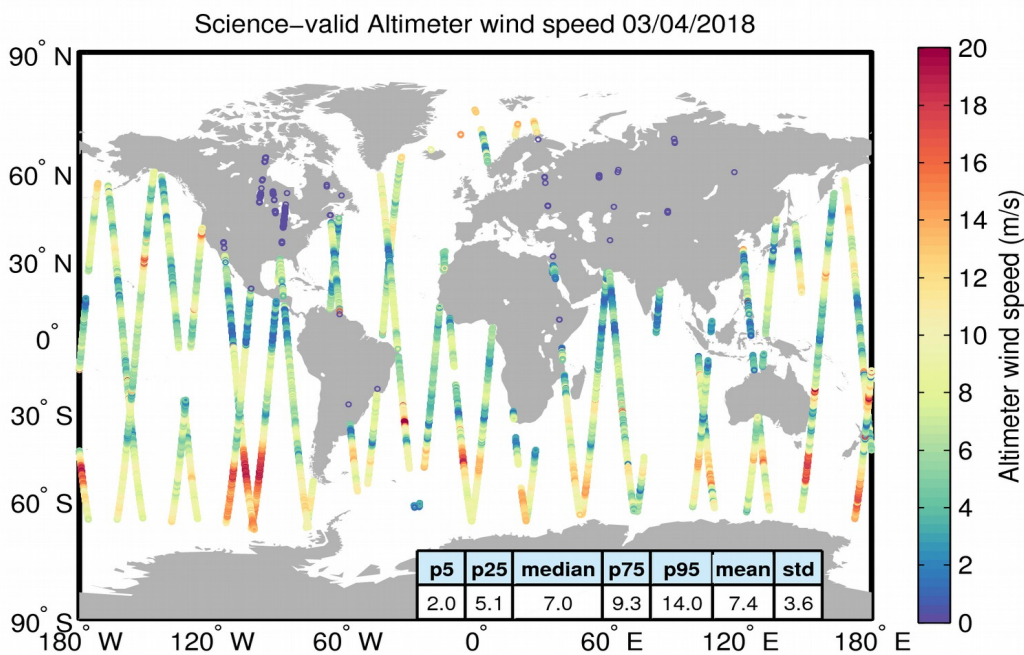 Science−valid Altimeter wind speed 03/04/2018
90° N
60° N
30° N
0°
30° S
60° S
90° S
180° W
120° W
60° W
0°
60° E
120° E
180° E
p5 p25 median p75 p95 mean std
2.0 5.1 7.0 9.3 14.0 7.4 3.6
20
18
16
14
12
10
8
6
4
2
0
Altimeter wind speed (m/s)